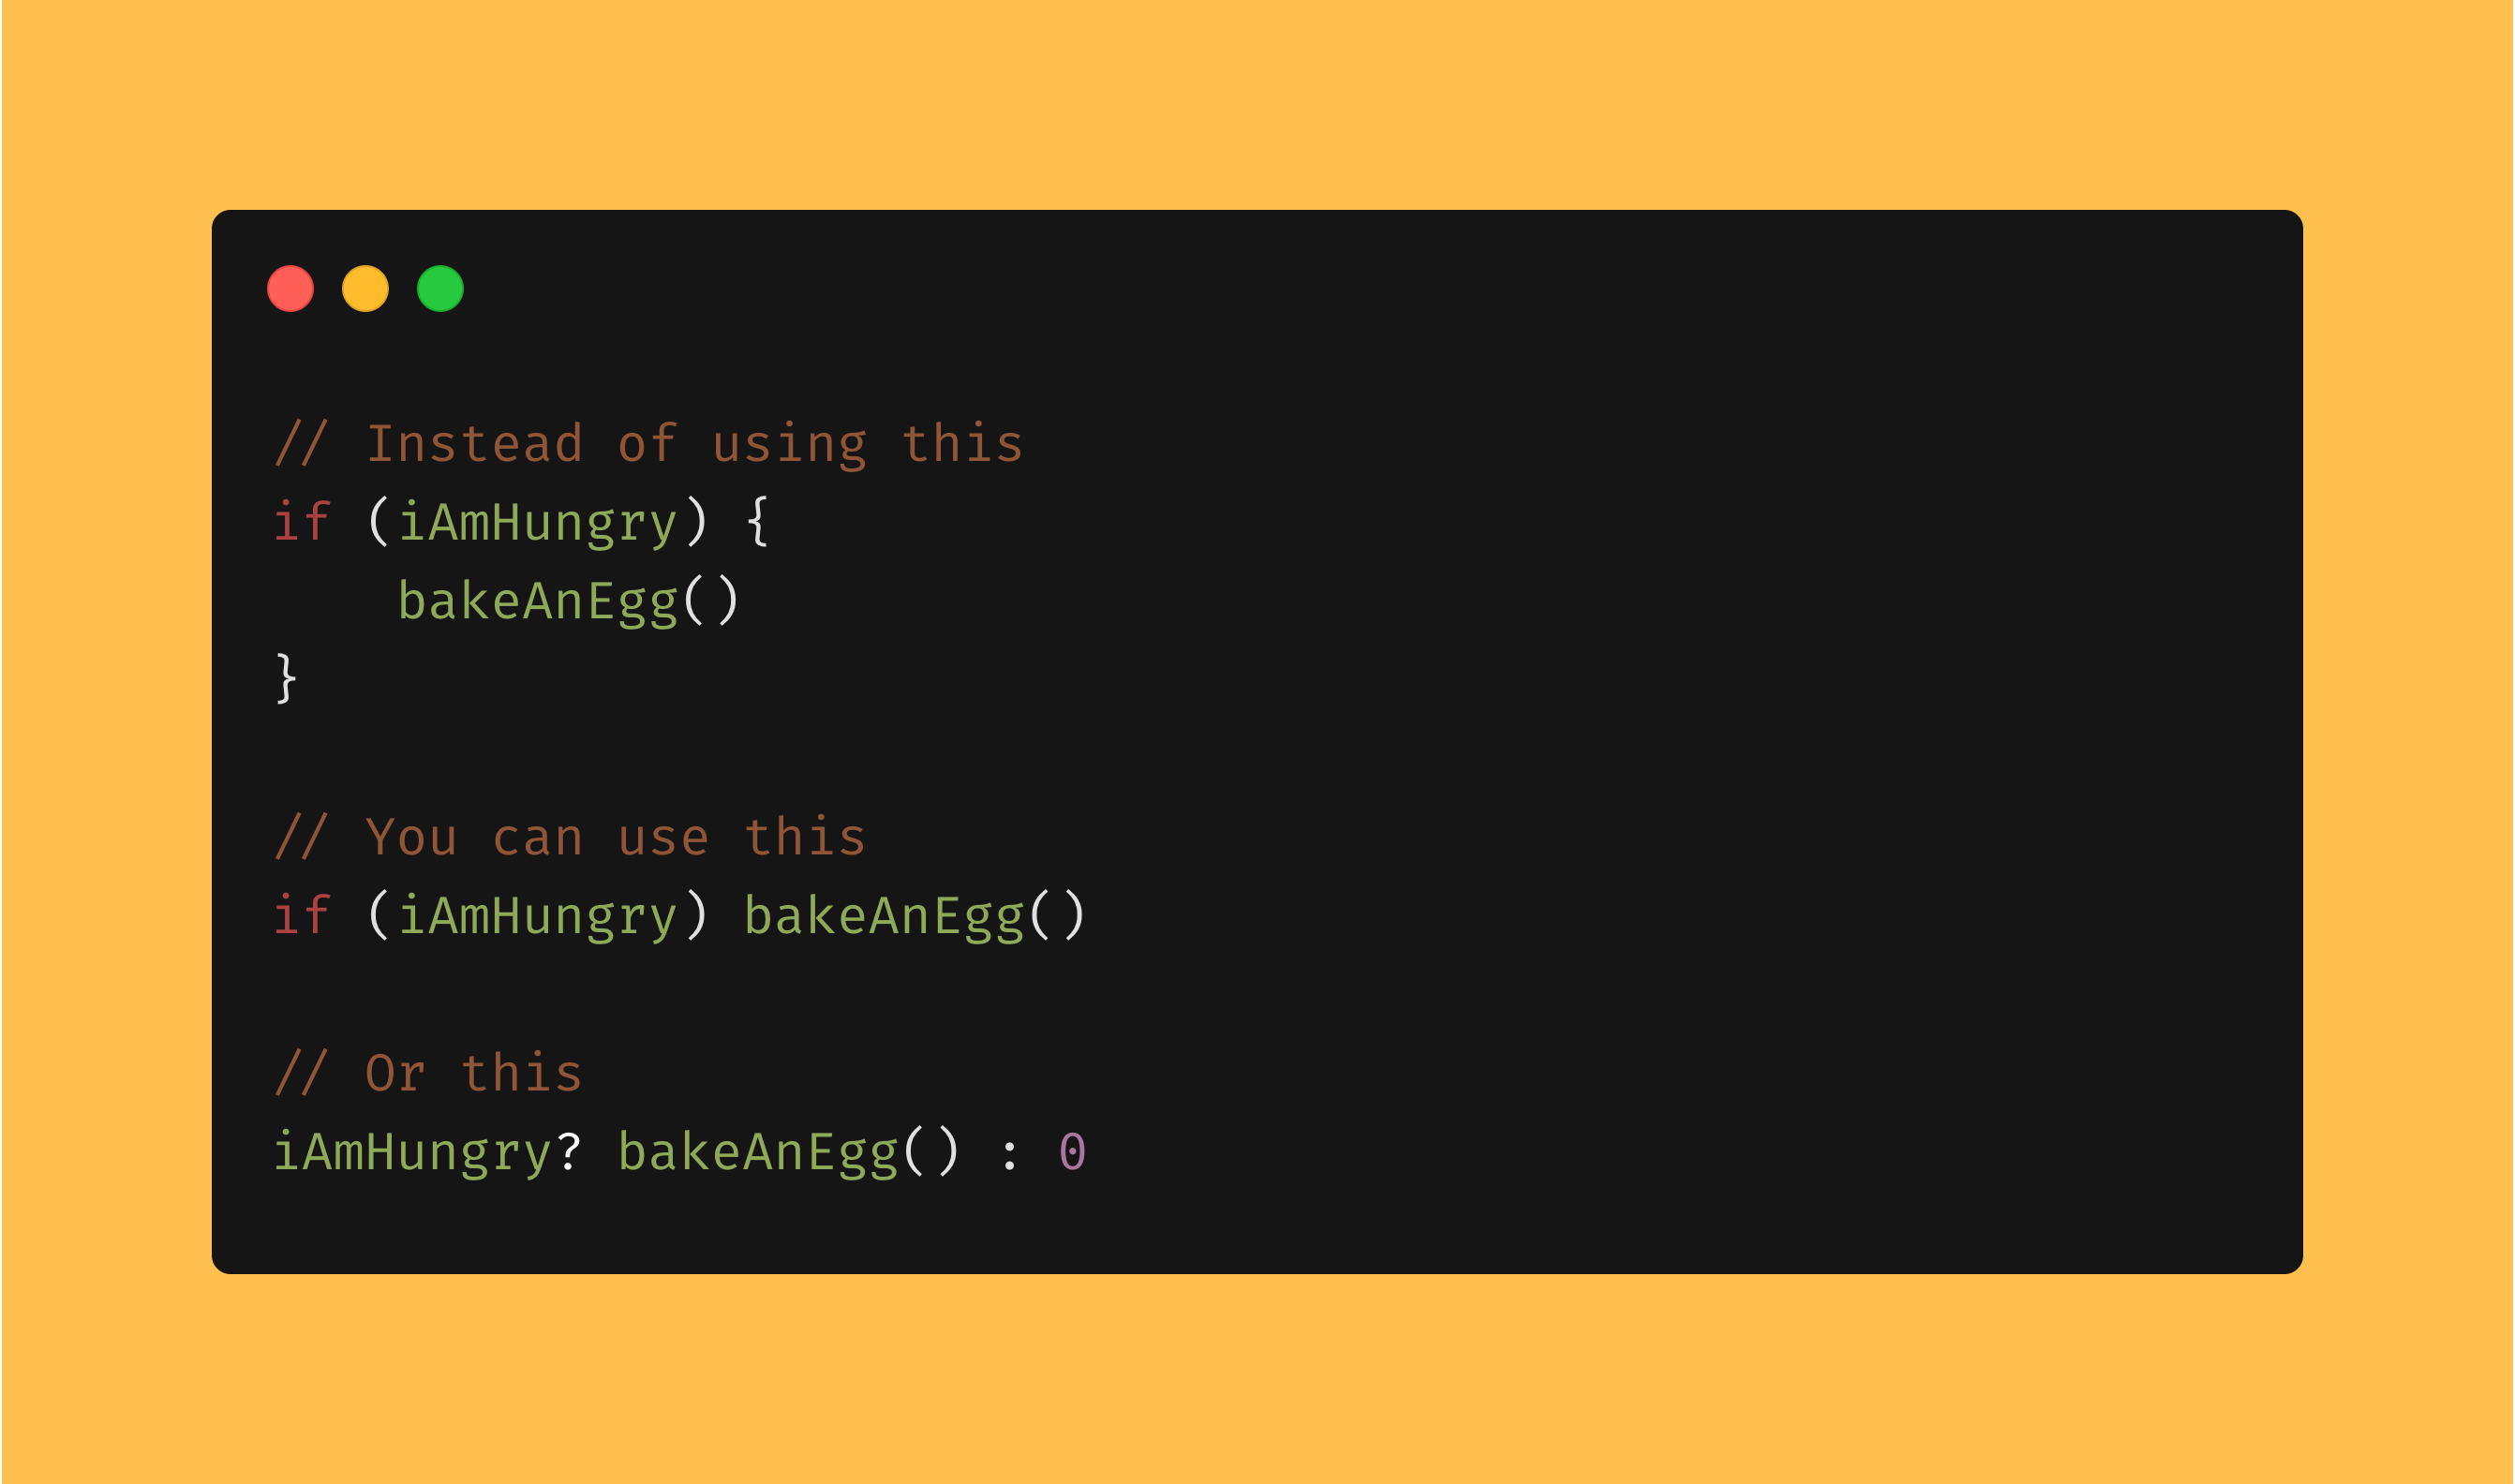 // Instead of using this
if (iAmHungry) {
    bakeAnEgg()
}
// You can use this
if (iAmHungry) bakeAnEgg()
// Or this
iAmHungry? bakeAnEgg() : 0